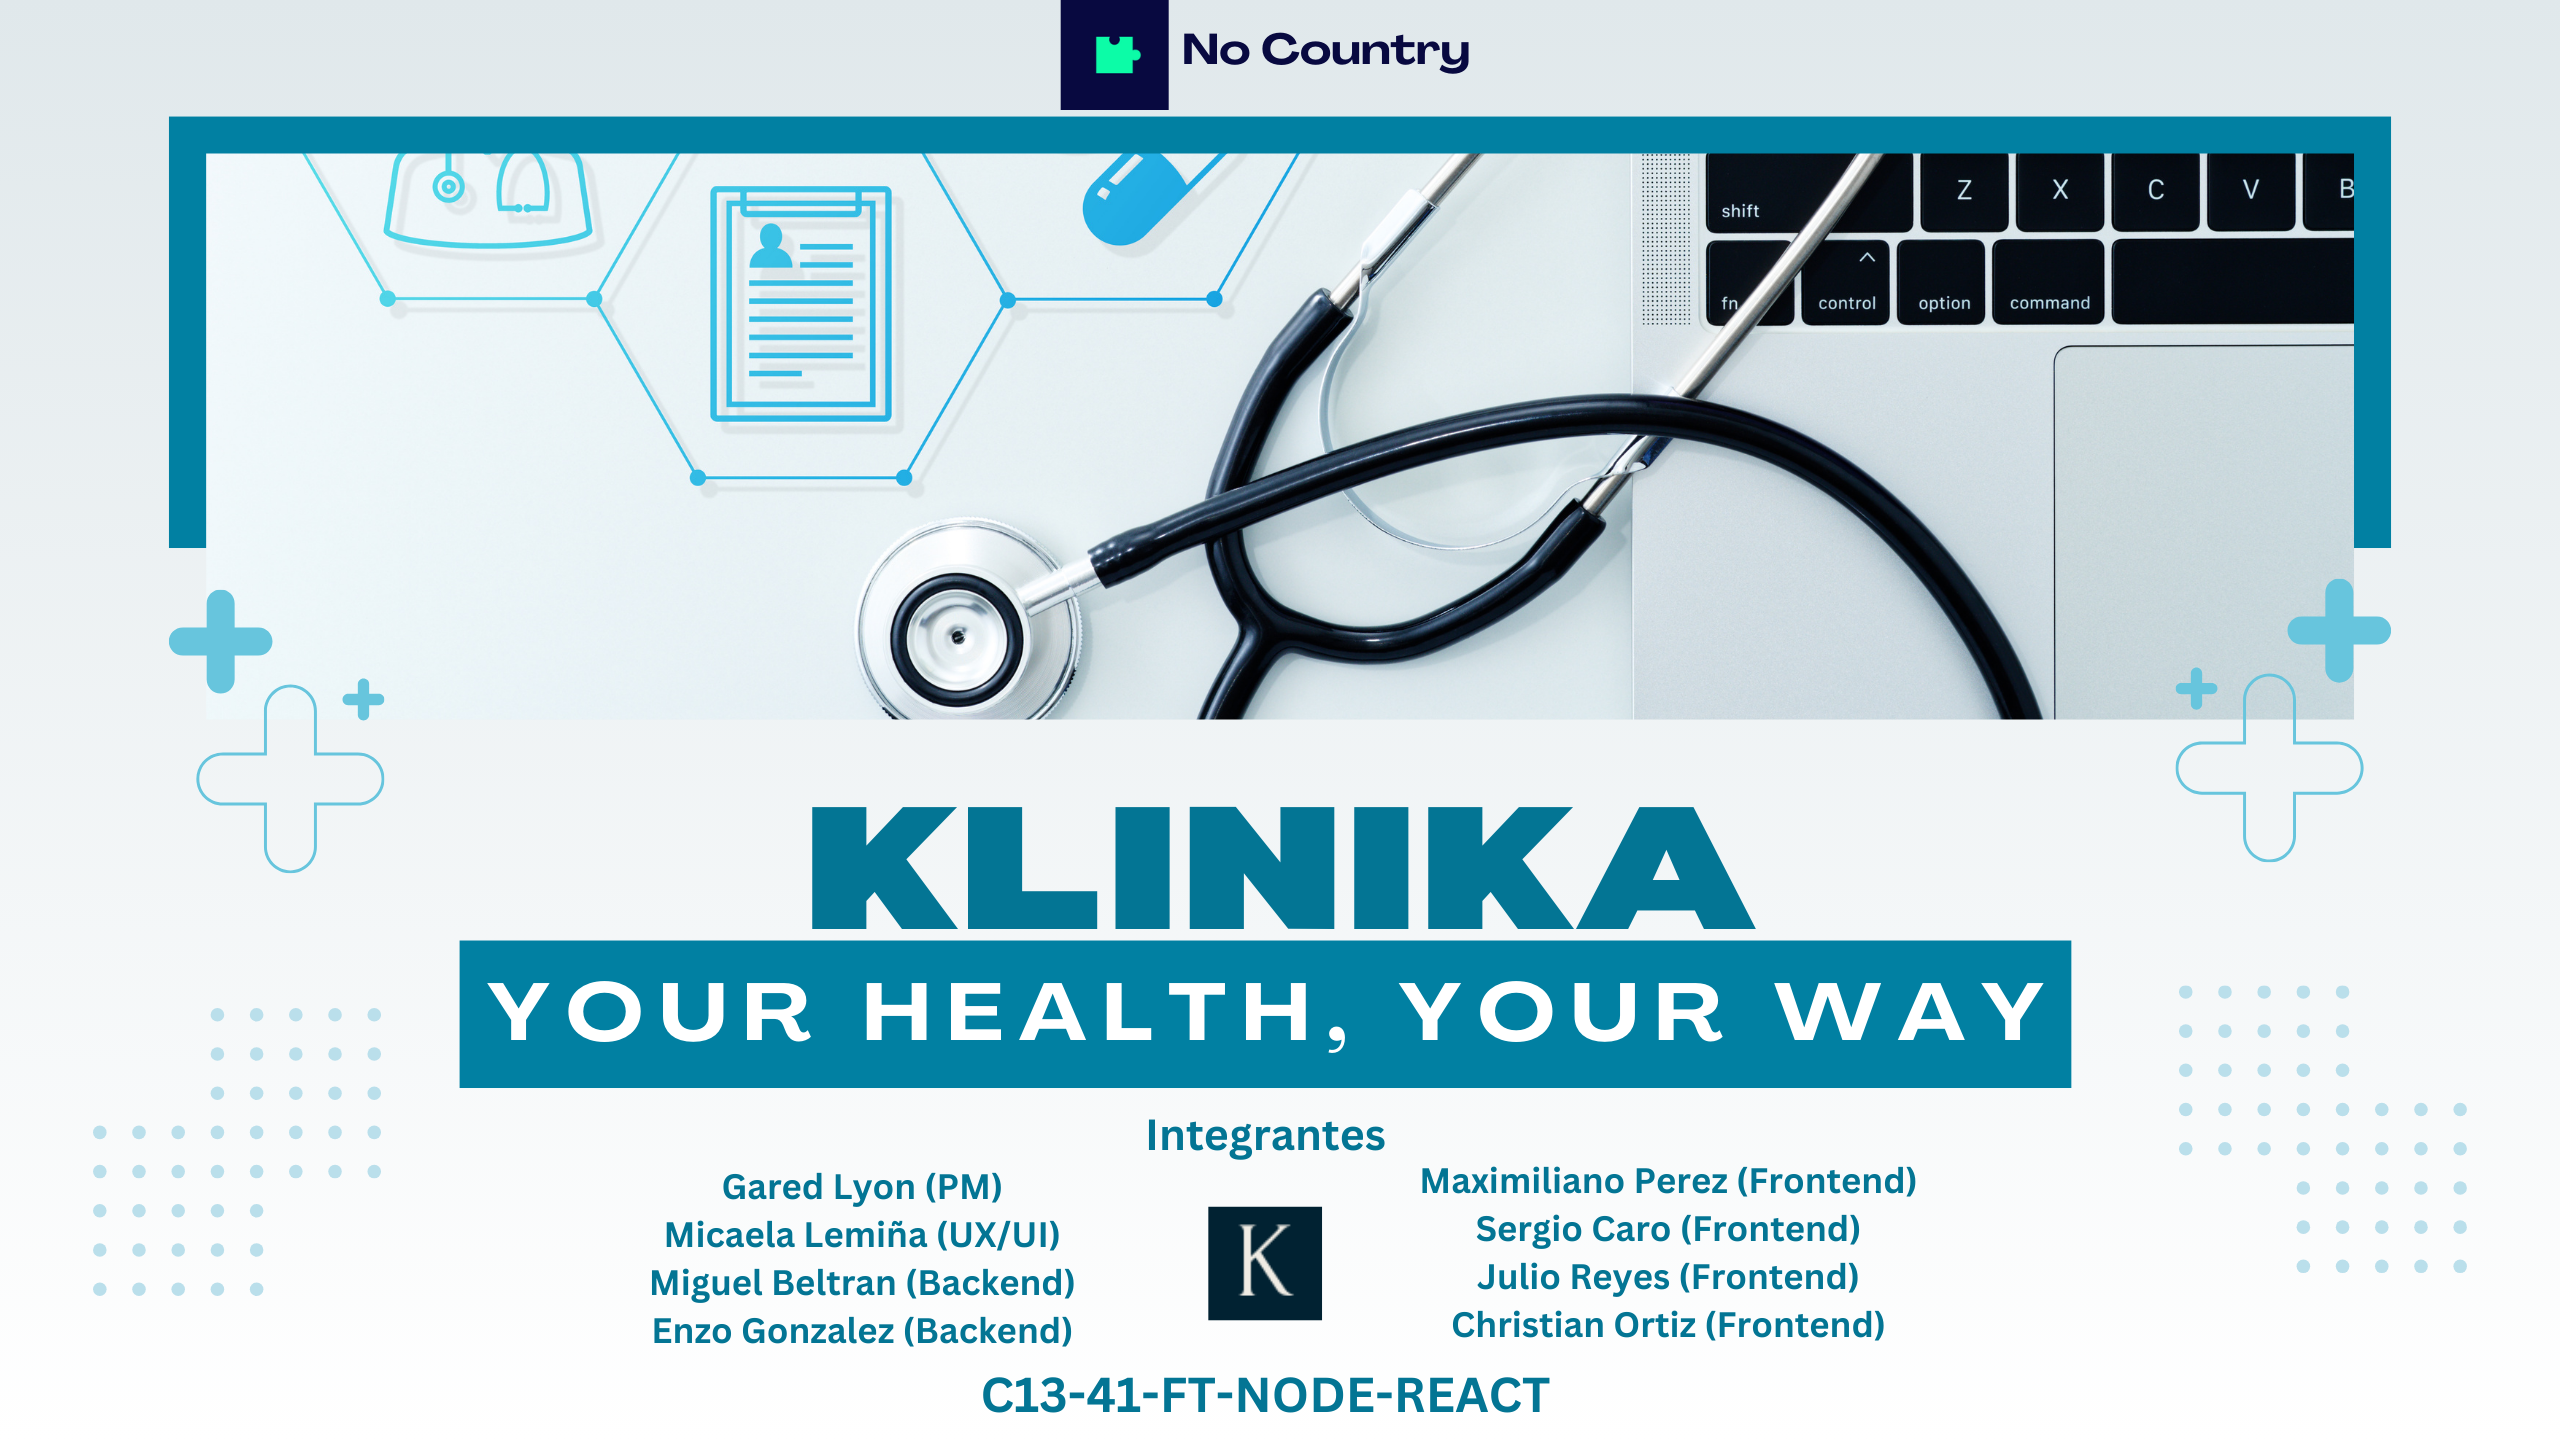 No Country
shift
Z
X
C
V
B
fn
control
option
command
KLINIKA
YOUR HEALTH, YOUR WAY
Integrantes
Gared Lyon (PM)
Micaela Lemiña (UX/UI)
Miguel Beltran (Backend)
Enzo Gonzalez (Backend)
K
Maximiliano Perez (Frontend)
Sergio Caro (Frontend)
Julio Reyes (Frontend)
Christian Ortiz (Frontend)
C13-41-FT-NODE-REACT